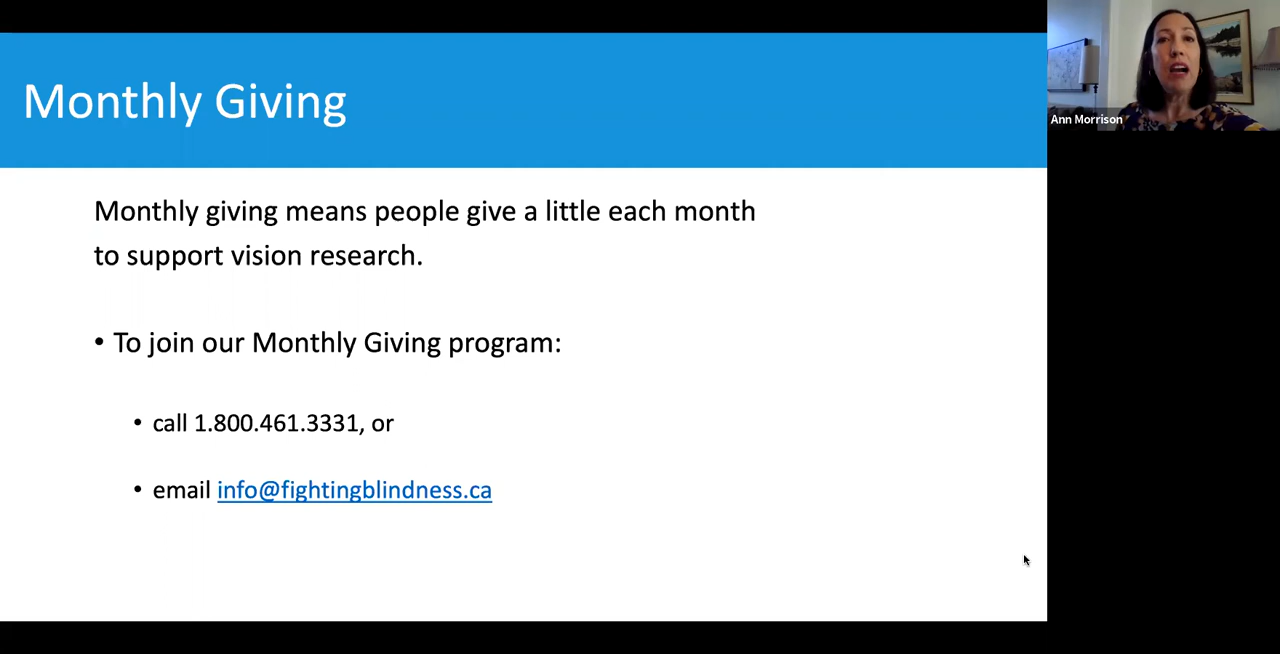 Monthly Giving
Ann Morrison
Monthly giving means people give a little each month
to support vision research.
• To join our Monthly Giving program:
• call 1.800.461.3331, or
• email info@fightingblindness.ca